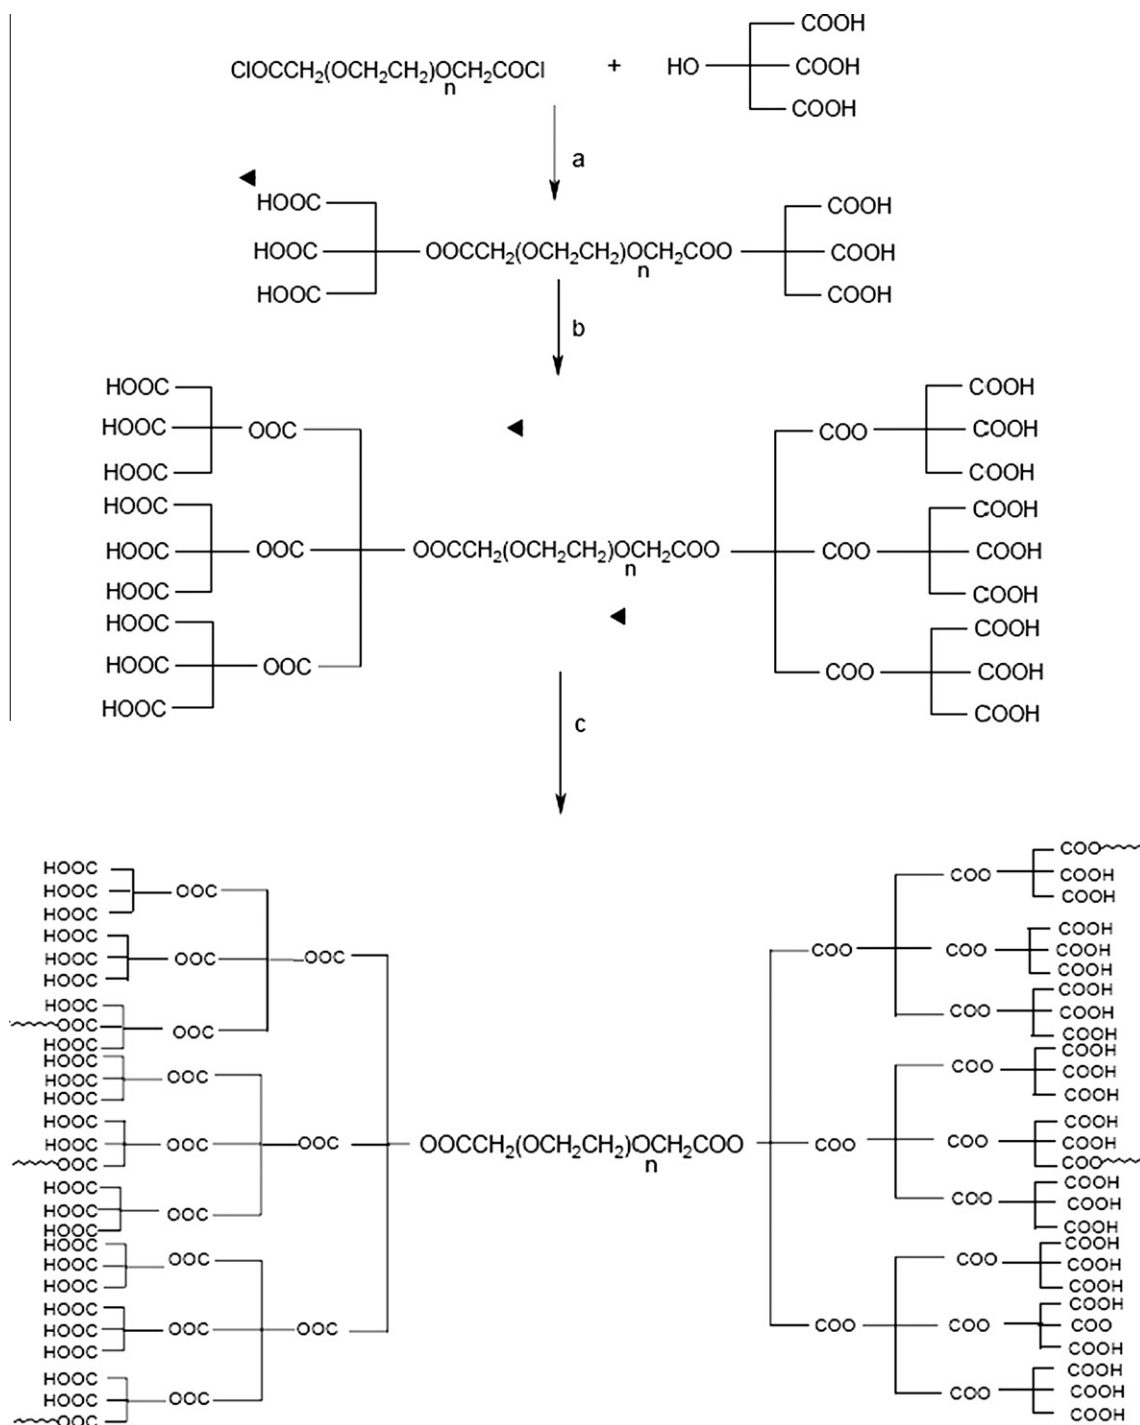 COOH
ClOCCH₂(OCH₂CH₂)ₙOCH₂COCl + HO COOH
COOH
a
HOOC COOH
HOOC OOCCH₂(OCH₂CH₂)ₙOCH₂COO COOH
HOOC COOH
b
HOOC COOH
HOOC OOC COO COOH
HOOC COOH
HOOC COOH
HOOC OOC OOCCH₂(OCH₂CH₂)ₙOCH₂COO COO COOH
HOOC COOH
HOOC COOH
HOOC OOC COO COOH
HOOC COOH
c
HOOC COO
HOOC OOC COO COOH
HOOC COOH
HOOC COOH
HOOC OOC OOC COO COO COOH
HOOC COOH
HOOC COOH
OOC OOC COO COOH
HOOC COOH
HOOC COOH
HOOC OOC COO COOH
HOOC COOH
HOOC COOH
HOOC OOC OOC OOCCH₂(OCH₂CH₂)ₙOCH₂COO COO COO COOH
OOC COO
HOOC COOH
HOOC OOC COO COOH
HOOC COOH
HOOC COOH
HOOC OOC COO COOH
HOOC COOH
HOOC COOH
HOOC OOC OOC COO COO COO
HOOC COOH
HOOC COOH
HOOC OOC COO COOH
OOC COOH